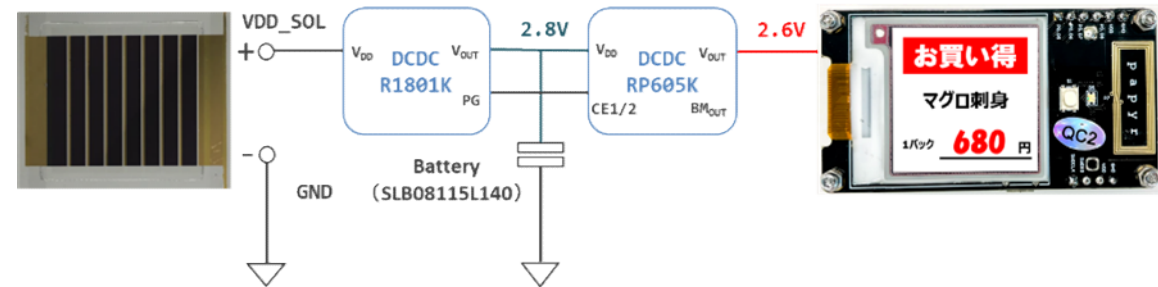 VDD_SOL
+
-
GND
VDD
DCDC
R1801K
VOUT
PG
2.8V
Battery
（SLB08115L140）
VDD
DCDC
RP605K
VOUT
CE1/2
BMOUT
2.6V
お買い得
マグロ刺身
1パック 680 円
papyr
QC2